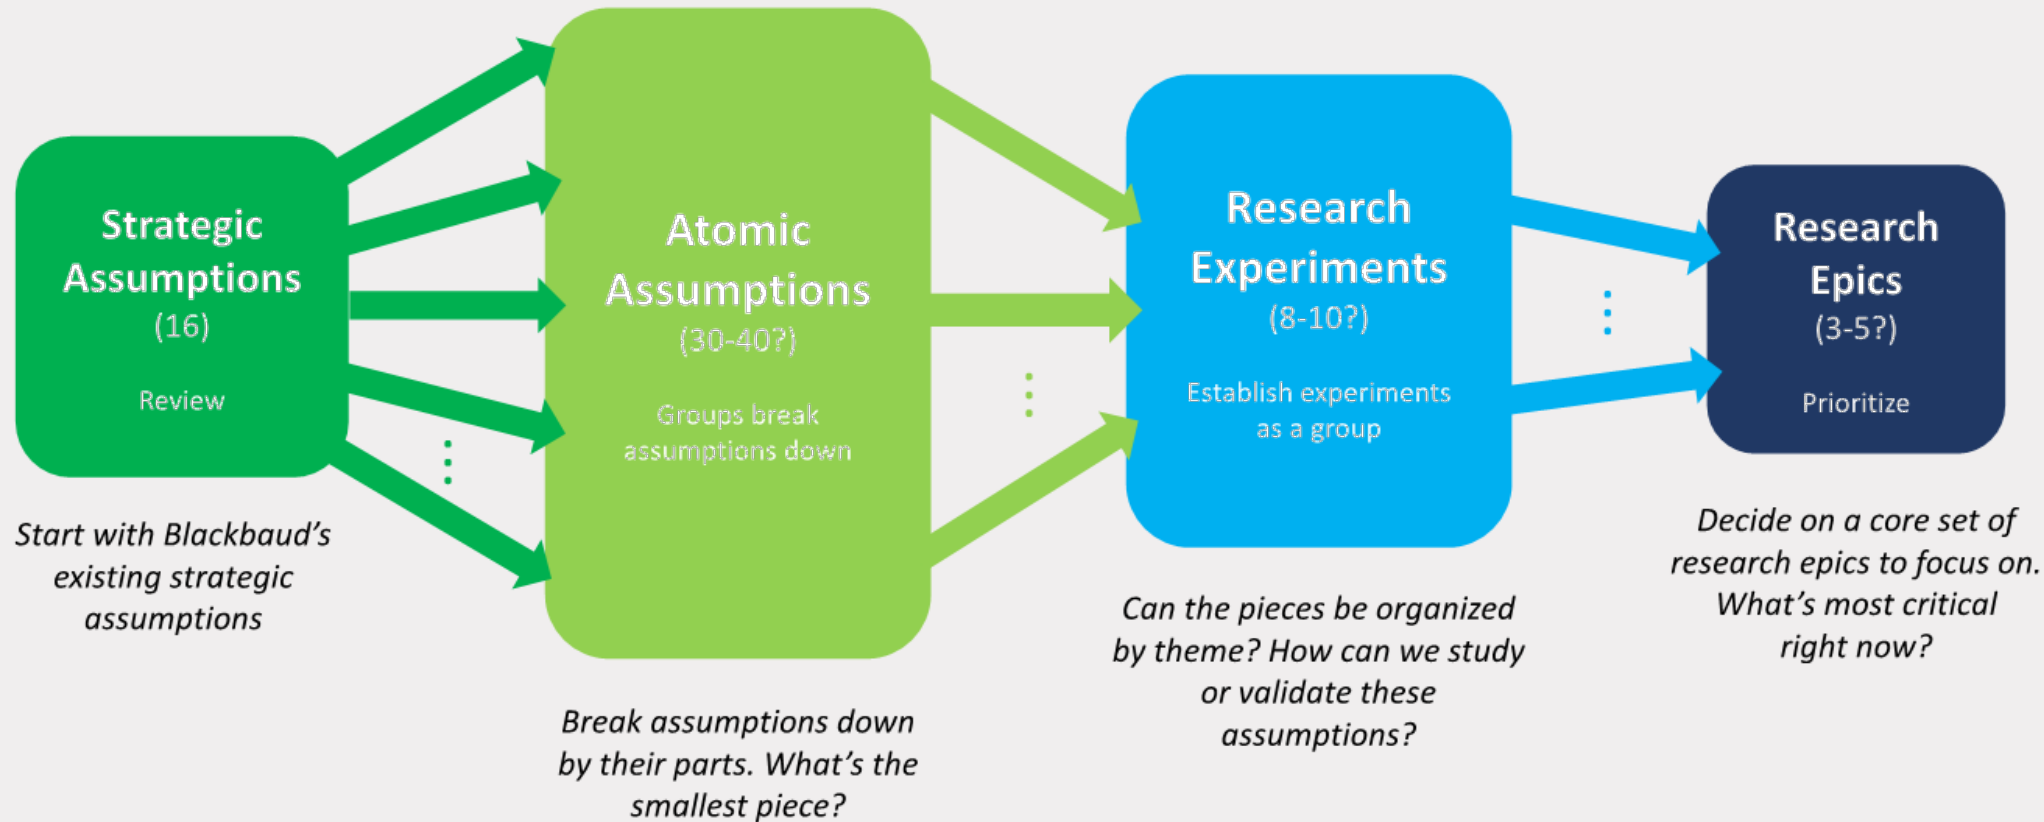 Strategic
Assumptions
(16)
Review
Start with Blackbaud’s
existing strategic
assumptions
Atomic
Assumptions
(30-40?)
Groups break
assumptions down
Break assumptions down
by their parts. What’s the
smallest piece?
Research
Experiments
(8-10?)
Establish experiments
as a group
Can the pieces be organized
by theme? How can we study
or validate these
assumptions?
Research
Epics
(3-5?)
Prioritize
Decide on a core set of
research epics to focus on.
What’s most critical
right now?